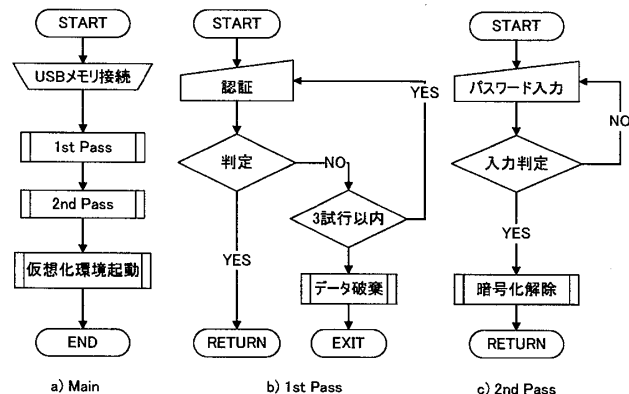 START
USBメモリ接続
1st Pass
2nd Pass
仮想化環境起動
END
a) Main
START
認証
YES
判定
NO
3試行以内
YES
データ破棄
RETURN
EXIT
b) 1st Pass
START
パスワード入力
NO
入力判定
YES
暗号化解除
RETURN
c) 2nd Pass